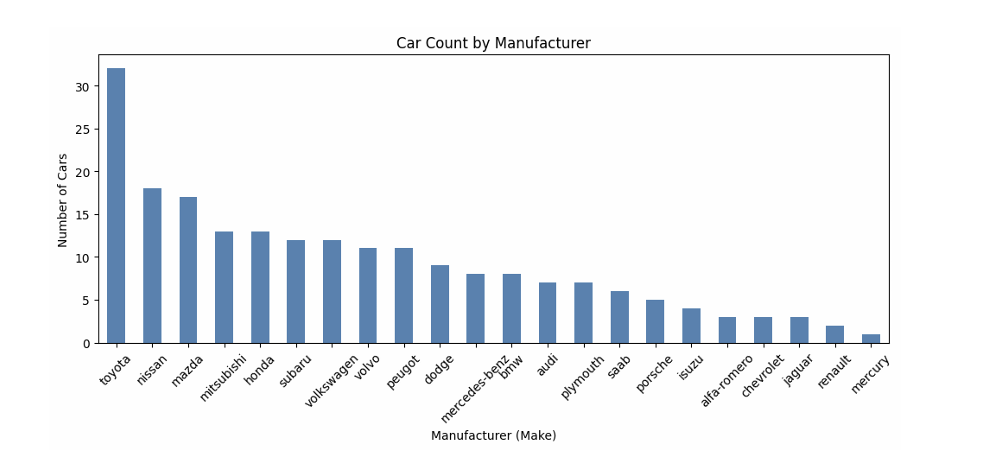 Car Count by Manufacturer
Number of Cars
30
25
20
15
10
5
0
toyota
nissan
mazda
mitsubishi
honda
subaru
volkswagen
volvo
peugot
dodge
mercedes-benz
bmw
audi
plymouth
saab
porsche
isuzu
alfa-romero
chevrolet
jaguar
renault
mercury
Manufacturer (Make)